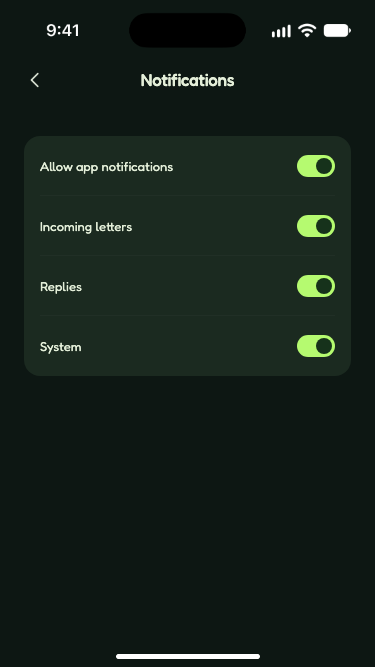 9:41
Notifications
Allow app notifications
Incoming letters
Replies
System